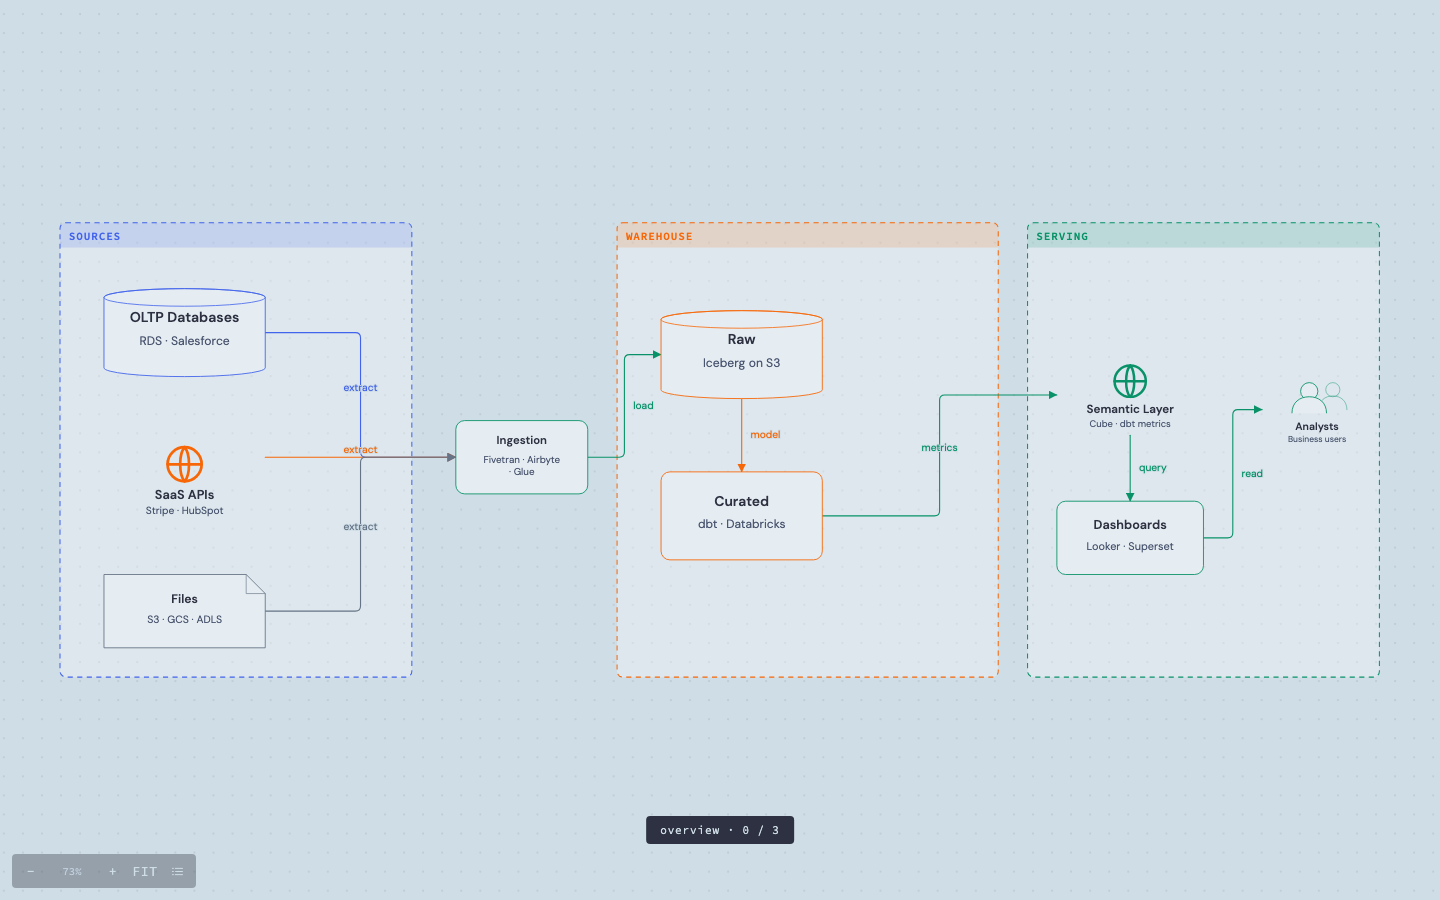 SOURCES
OLTP Databases
RDS · Salesforce
extract
extract
SaaS APIs
Stripe · HubSpot
extract
Files
S3 · GCS · ADLS
Ingestion
Fivetran · Airbyte
· Glue
load
WAREHOUSE
Raw
Iceberg on S3
model
Curated
dbt · Databricks
metrics
SERVING
Semantic Layer
Cube · dbt metrics
query
Dashboards
Looker · Superset
read
Analysts
Business users
overview · 0 / 3
− 73% + FIT